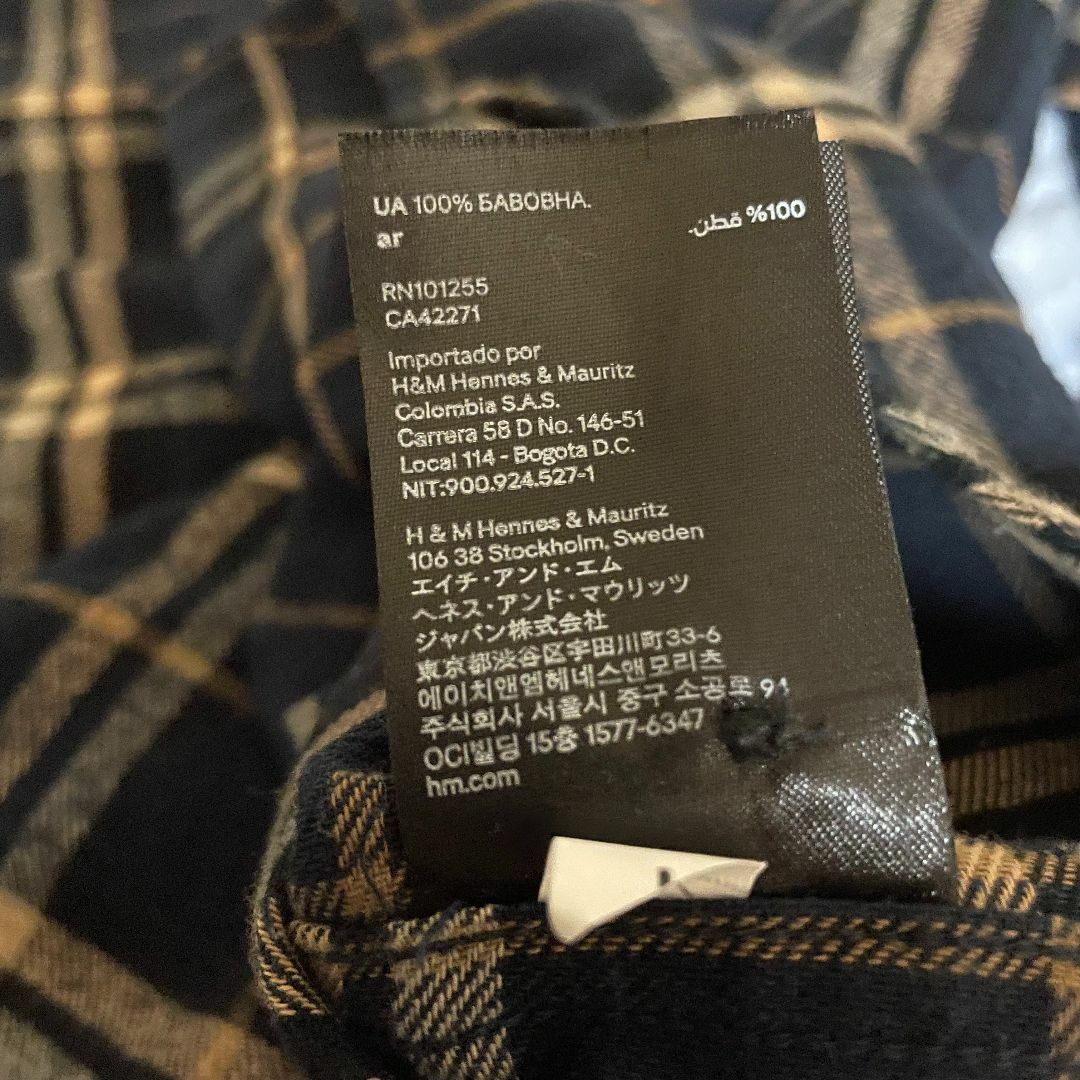 UA 100% БАВОВНА.
ar
100% قطن.
RN101255
CA42271
Importado por
H&M Hennes & Mauritz
Colombia S.A.S.
Carrera 58 D No. 146-51
Local 114 - Bogota D.C.
NIT:900.924.527-1
H & M Hennes & Mauritz
106 38 Stockholm, Sweden
エイチ・アンド・エム
ヘネス・アンド・マウリッツ
ジャパン株式会社
東京都渋谷区宇田川町33-6
에이치앤엠헤네스앤모리츠
주식회사 서울시 중구 소공로 94
OCI빌딩 15층 1577-6347
hm.com